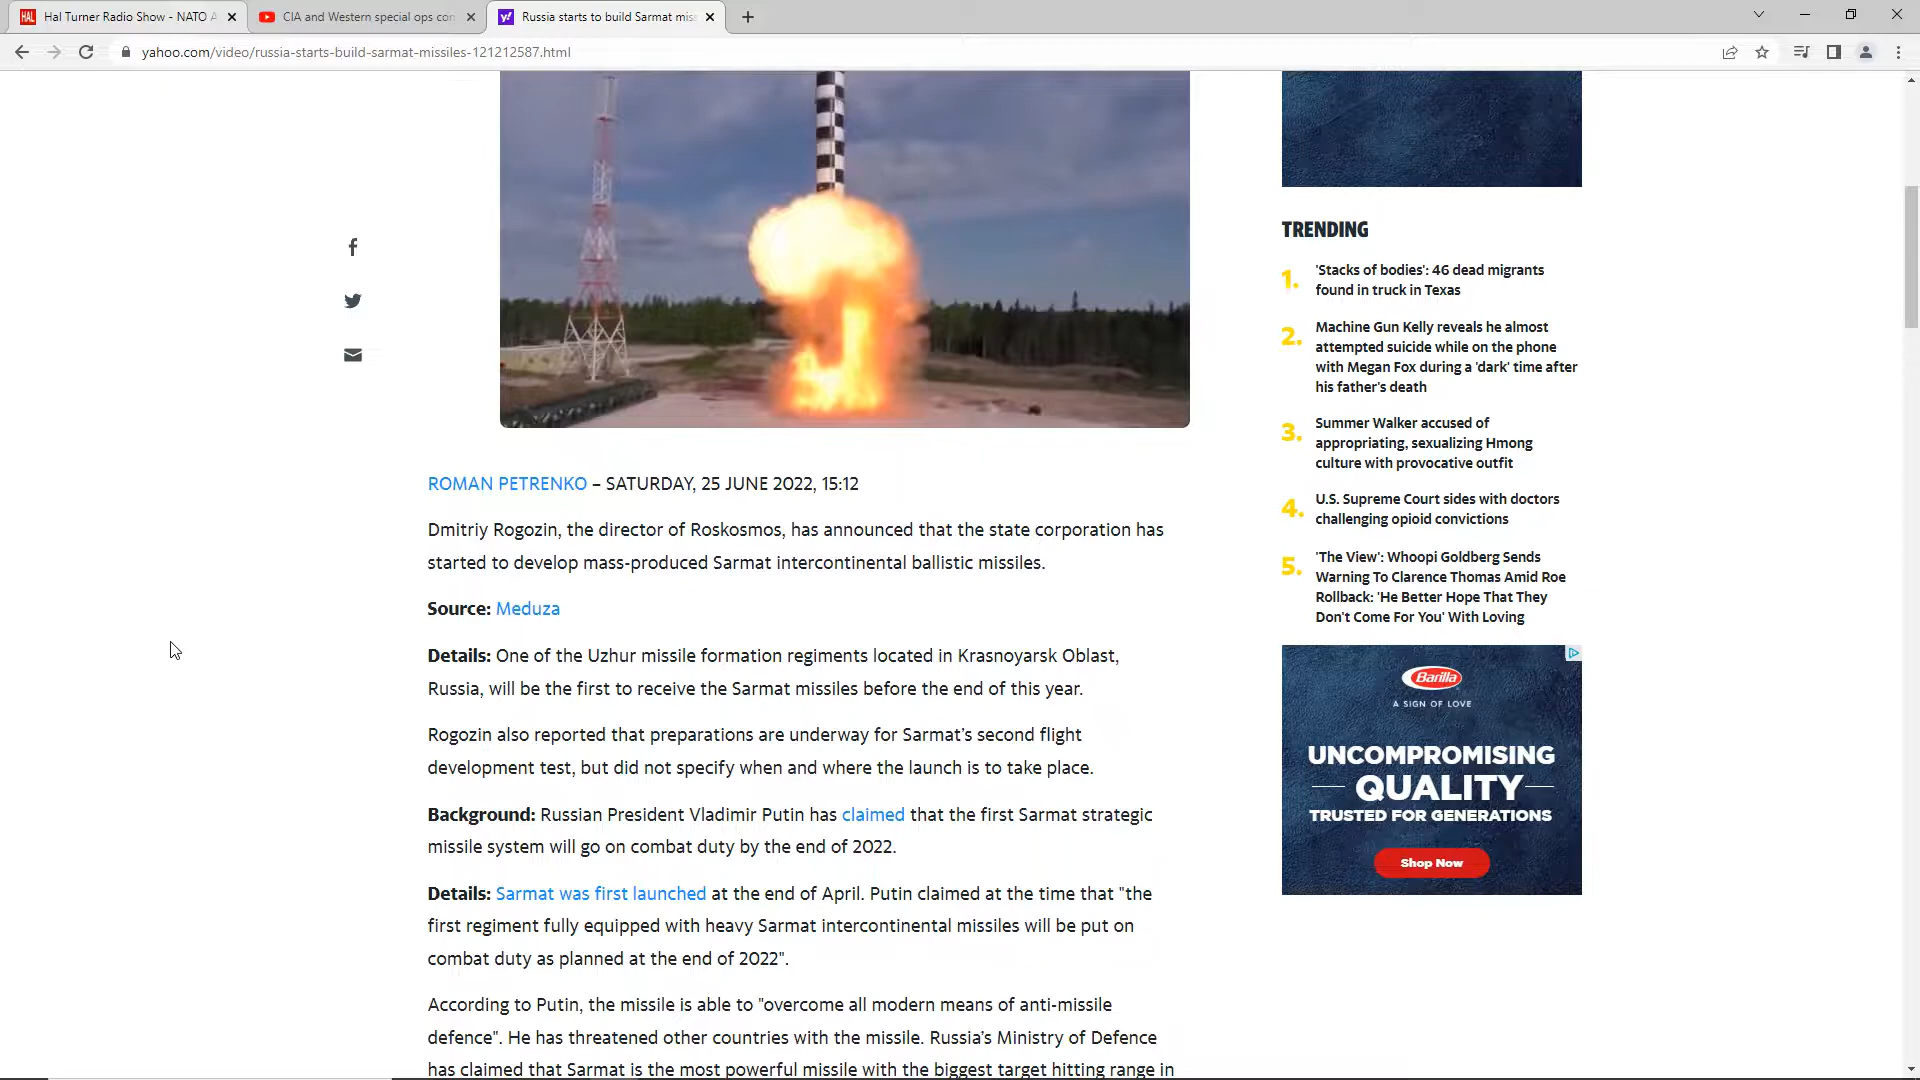 Hal Turner Radio Show - NATO A
CIA and Western special ops con
Russia starts to build Sarmat mis
yahoo.com/video/russia-starts-build-sarmat-missiles-121212587.html
ROMAN PETRENKO – SATURDAY, 25 JUNE 2022, 15:12
Dmitriy Rogozin, the director of Roskosmos, has announced that the state corporation has
started to develop mass-produced Sarmat intercontinental ballistic missiles.
Source: Meduza
Details: One of the Uzhur missile formation regiments located in Krasnoyarsk Oblast,
Russia, will be the first to receive the Sarmat missiles before the end of this year.
Rogozin also reported that preparations are underway for Sarmat's second flight
development test, but did not specify when and where the launch is to take place.
Background: Russian President Vladimir Putin has claimed that the first Sarmat strategic
missile system will go on combat duty by the end of 2022.
Details: Sarmat was first launched at the end of April. Putin claimed at the time that "the
first regiment fully equipped with heavy Sarmat intercontinental missiles will be put on
combat duty as planned at the end of 2022".
According to Putin, the missile is able to "overcome all modern means of anti-missile
defence". He has threatened other countries with the missile. Russia's Ministry of Defence
has claimed that Sarmat is the most powerful missile with the biggest target hitting range in
TRENDING
1. 'Stacks of bodies': 46 dead migrants
found in truck in Texas
2. Machine Gun Kelly reveals he almost
attempted suicide while on the phone
with Megan Fox during a 'dark' time after
his father's death
3. Summer Walker accused of
appropriating, sexualizing Hmong
culture with provocative outfit
4. U.S. Supreme Court sides with doctors
challenging opioid convictions
5. 'The View': Whoopi Goldberg Sends
Warning To Clarence Thomas Amid Roe
Rollback: 'He Better Hope That They
Don't Come For You' With Loving
Barilla
A SIGN OF LOVE
UNCOMPROMISING
QUALITY
TRUSTED FOR GENERATIONS
Shop Now